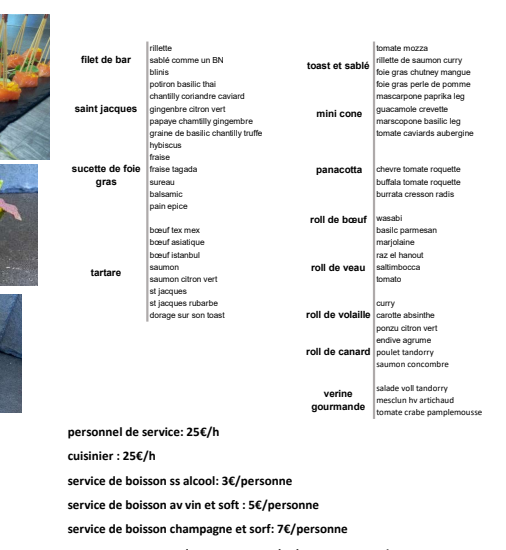 filet de bar
rillette
sablé comme un BN
blinis
potiron basilic thai
saint jacques
chantilly coriandre caviard
gingenbre citron vert
papaye chamtilly gingembre
graine de basilic chantilly truffe
sucette de foie gras
hybiscus
fraise
fraise tagada
sureau
balsamic
pain epice
tartare
bœuf tex mex
bœuf asiatique
bœuf istanbul
saumon
saumon citron vert
st jacques
st jacques rubarbe
dorage sur son toast
toast et sablé
tomate mozza
rillette de saumon curry
foie gras chutney mangue
foie gras perle de pomme
mini cone
mascarpone paprika leg
guacamole crevette
marscopone basilic leg
tomate caviards aubergine
panacotta
chevre tomate roquette
buffala tomate roquette
burrata cresson radis
roll de bœuf
wasabi
basilc parmesan
marjolaine
roll de veau
raz el hanout
saltimbocca
tomato
roll de volaille
curry
carotte absinthe
ponzu citron vert
roll de canard
endive agrume
poulet tandorry
saumon concombre
verine gourmande
salade voll tandorry
mesclun hv artichaud
tomate crabe pamplemousse
personnel de service: 25€/h
cuisinier : 25€/h
service de boisson ss alcool: 3€/personne
service de boisson av vin et soft : 5€/personne
service de boisson champagne et sorf: 7€/personne